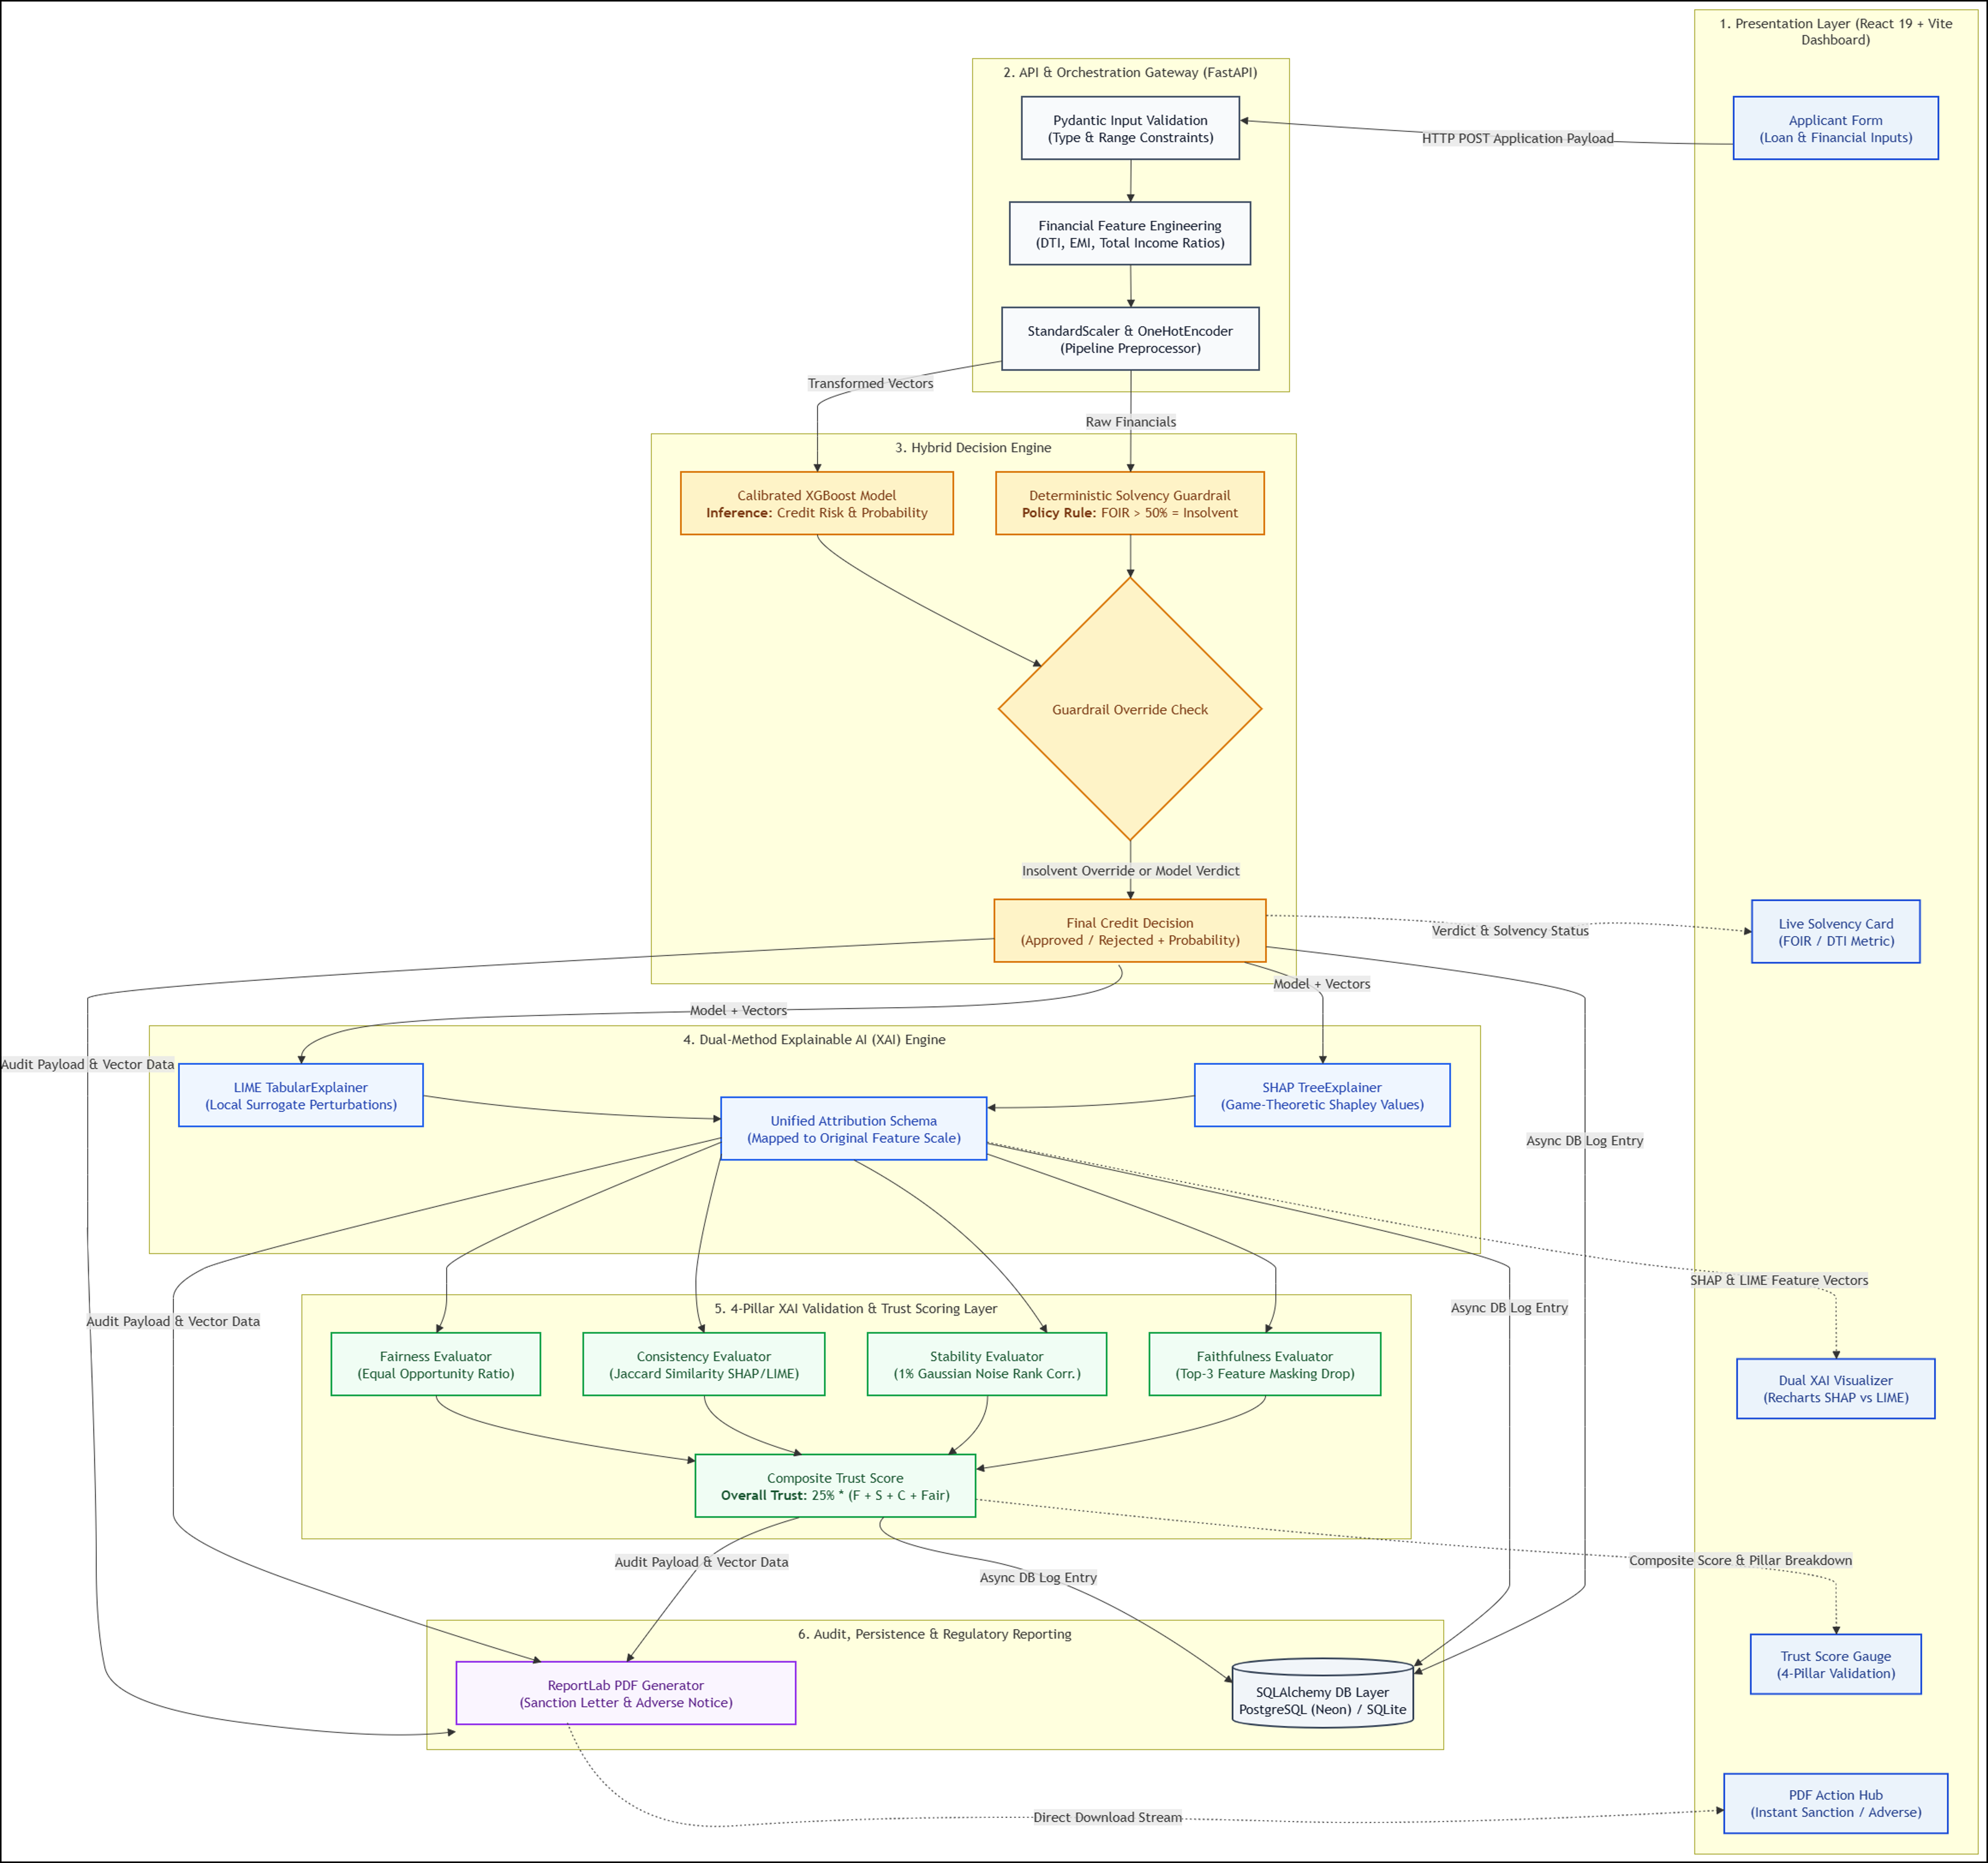 1. Presentation Layer (React 19 + Vite
Dashboard)
2. API & Orchestration Gateway (FastAPI)
Pydantic Input Validation
(Type & Range Constraints)
HTTP POST Application Payload
Applicant Form
(Loan & Financial Inputs)
Financial Feature Engineering
(DTI, EMI, Total Income Ratios)
StandardScaler & OneHotEncoder
(Pipeline Preprocessor)
Transformed Vectors
Raw Financials
3. Hybrid Decision Engine
Calibrated XGBoost Model
Inference: Credit Risk & Probability
Deterministic Solvency Guardrail
Policy Rule: FOIR > 50% = Insolvent
Guardrail Override Check
Insolvent Override or Model Verdict
Final Credit Decision
(Approved / Rejected + Probability)
Verdict & Solvency Status
Live Solvency Card
(FOIR / DTI Metric)
Model + Vectors
Model + Vectors
4. Dual-Method Explainable AI (XAI) Engine
Audit Payload & Vector Data
LIME TabularExplainer
(Local Surrogate Perturbations)
SHAP TreeExplainer
(Game-Theoretic Shapley Values)
Unified Attribution Schema
(Mapped to Original Feature Scale)
Async DB Log Entry
SHAP & LIME Feature Vectors
Audit Payload & Vector Data
Async DB Log Entry
5. 4-Pillar XAI Validation & Trust Scoring Layer
Fairness Evaluator
(Equal Opportunity Ratio)
Consistency Evaluator
(Jaccard Similarity SHAP/LIME)
Stability Evaluator
(1% Gaussian Noise Rank Corr.)
Faithfulness Evaluator
(Top-3 Feature Masking Drop)
Dual XAI Visualizer
(Recharts SHAP vs LIME)
Composite Trust Score
Overall Trust: 25% * (F + S + C + Fair)
Audit Payload & Vector Data
Async DB Log Entry
Composite Score & Pillar Breakdown
6. Audit, Persistence & Regulatory Reporting
ReportLab PDF Generator
(Sanction Letter & Adverse Notice)
SQLAlchemy DB Layer
PostgreSQL (Neon) / SQLite
Trust Score Gauge
(4-Pillar Validation)
Direct Download Stream
PDF Action Hub
(Instant Sanction / Adverse)